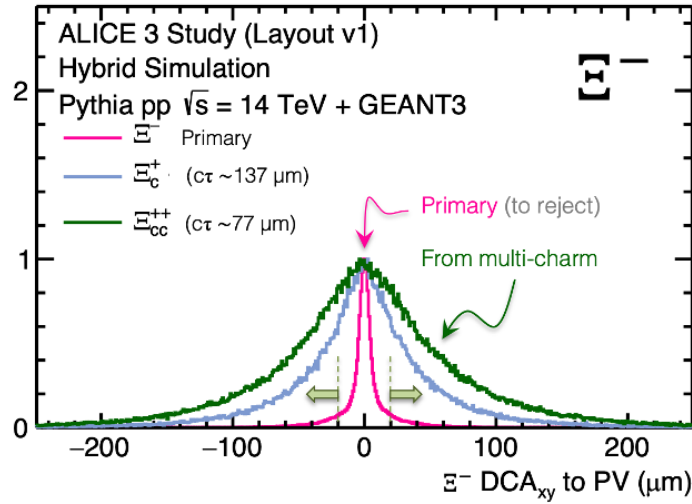 ALICE 3 Study (Layout v1)
Hybrid Simulation
Pythia pp √s = 14 TeV + GEANT3
Ξ⁻
Ξ⁻ Primary
Ξc⁺ (cτ ~137 μm)
Ξcc⁺⁺ (cτ ~77 μm)
Primary (to reject)
From multi-charm
2
1
0
−200
−100
0
100
200
Ξ⁻ DCAxy to PV (μm)